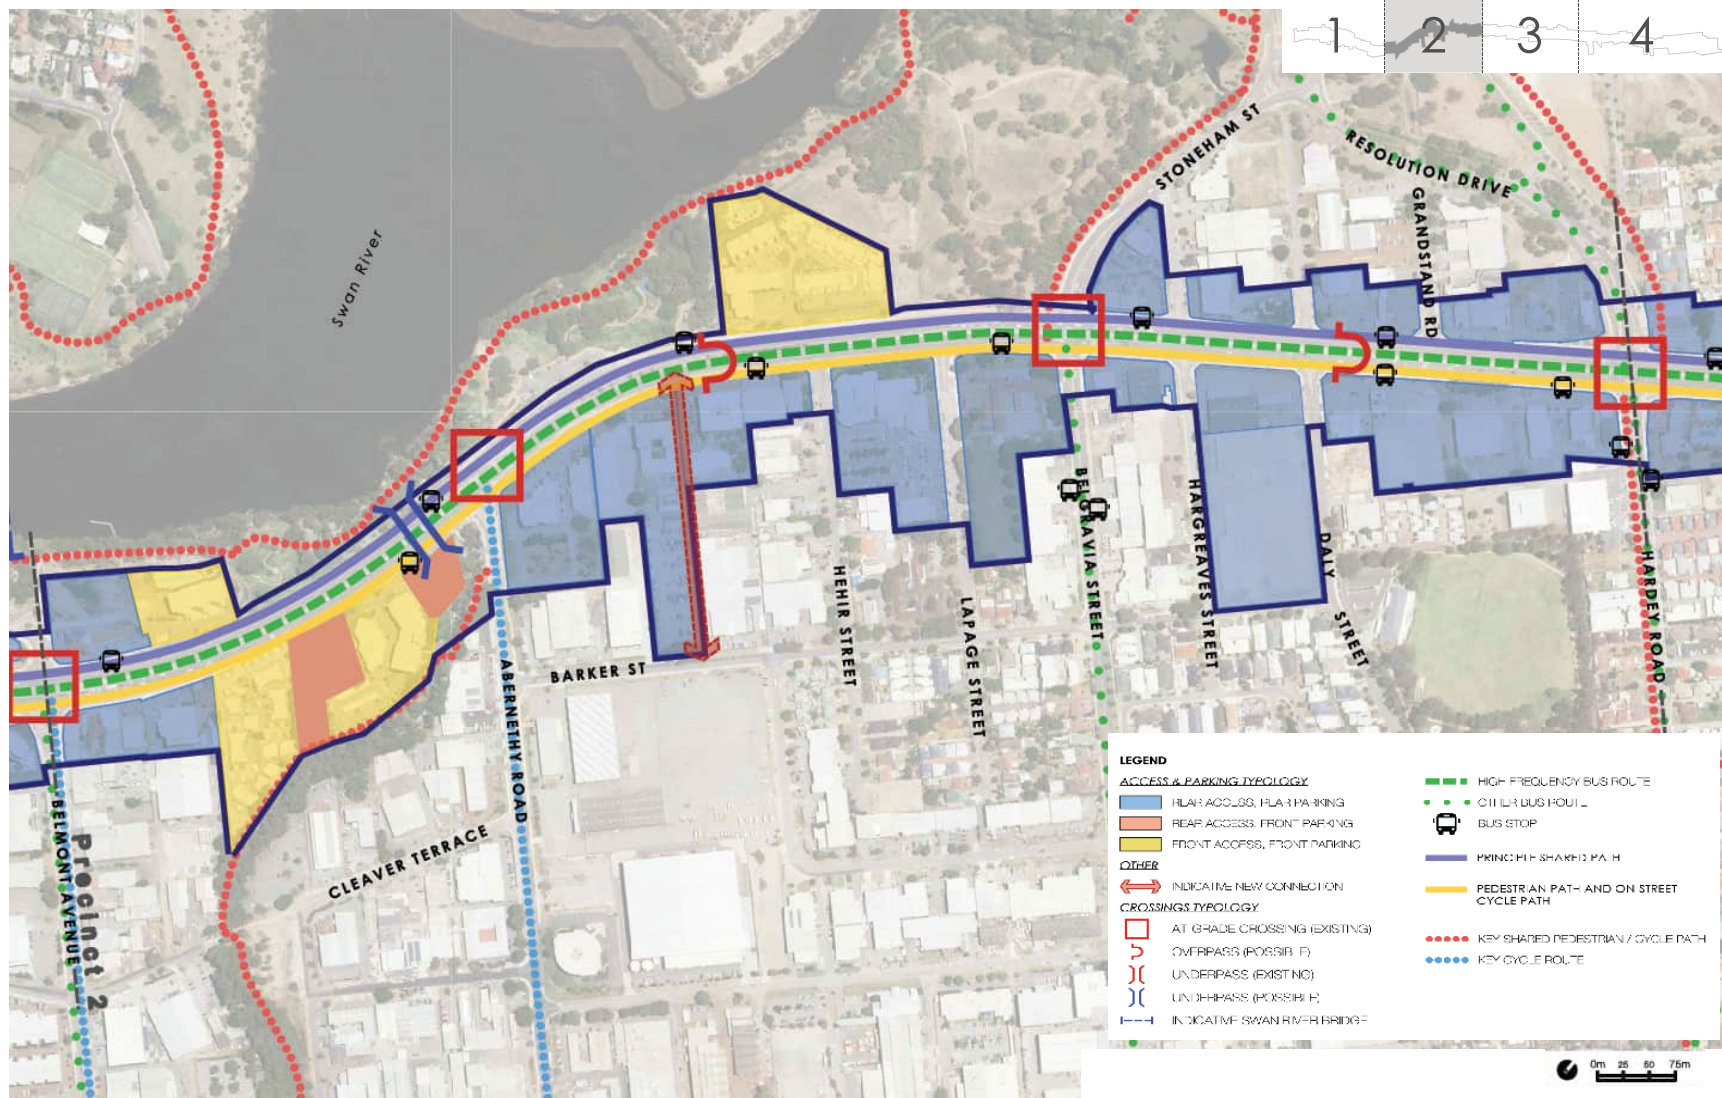 1 2 3 4
STONEHAM ST
RESOLUTION DRIVE
GRANDSTAND RD
Swan River
BELGRAVIA STREET
HARGREAVES STREET
DALY STREET
HARDEY ROAD
HEHIR STREET
LAPAGE STREET
BARKER ST
ABERNETHY ROAD
CLEAVER TERRACE
BELMONT AVENUE
Precinct 2
LEGEND
ACCESS & PARKING TYPOLOGY
REAR ACCESS, REAR PARKING
REAR ACCESS, FRONT PARKING
FRONT ACCESS, FRONT PARKING
OTHER
INDICATIVE NEW CONNECTION
CROSSINGS TYPOLOGY
AT GRADE CROSSING (EXISTING)
OVERPASS (POSSIBLE)
UNDERPASS (EXISTING)
UNDERPASS (POSSIBLE)
INDICATIVE SWAN RIVER BRIDGE
HIGH FREQUENCY BUS ROUTE
OTHER BUS ROUTE
BUS STOP
PRINCIPLE SHARED PATH
PEDESTRIAN PATH AND ON STREET
CYCLE PATH
KEY SHARED PEDESTRIAN / CYCLE PATH
KEY CYCLE ROUTE
0m 25 50 75m